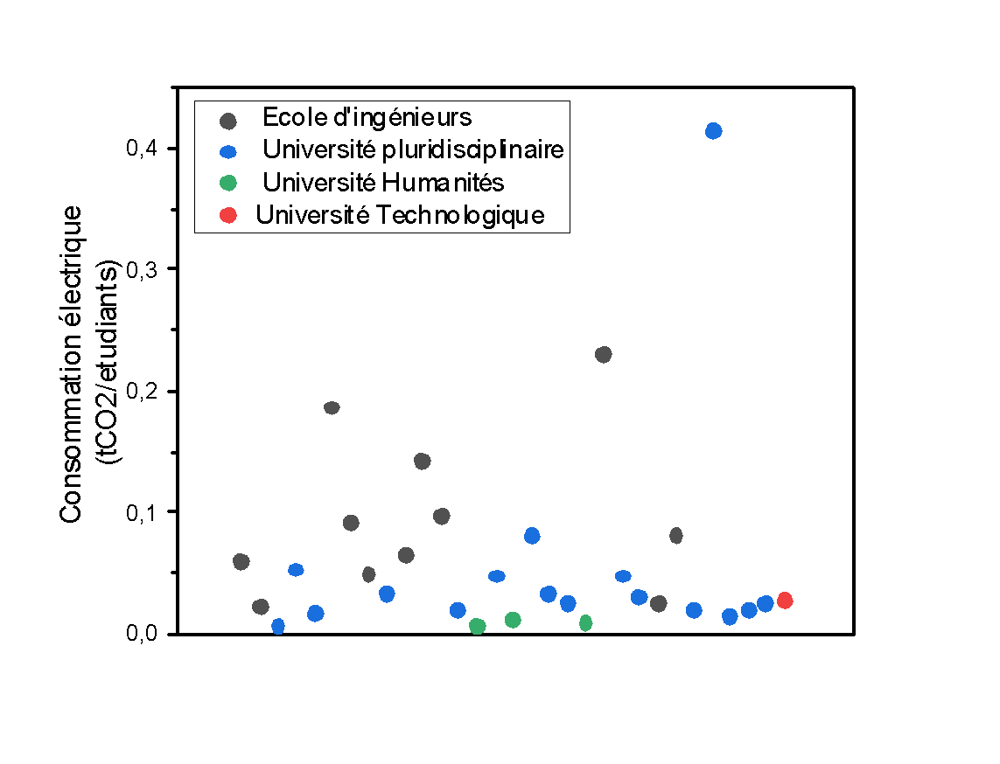 Ecole d'ingénieurs
Université pluridisciplinaire
Université Humanités
Université Technologique
Consommation électrique
(tCO2/etudiants)
0,4
0,3
0,2
0,1
0,0